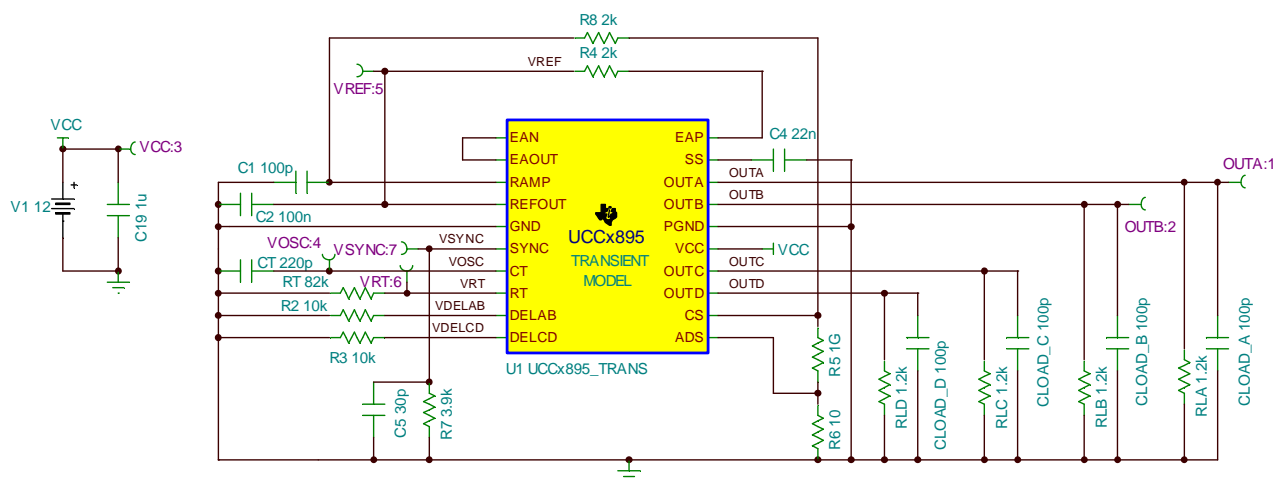 R8 2k
R4 2k
VREF
VREF:5
VCC
VCC:3
V1 12
+
C19 1u
C1 100p
C2 100n
VOSC:4
VSYNC:7
VSYNC
CT 220p
VOSC
RT 82k
VRT:6
VRT
R2 10k
VDELAB
R3 10k
VDELCD
C5 30p
R7 3.9k
EAN
EAOUT
RAMP
REFOUT
GND
SYNC
CT
RT
DELAB
DELCD
UCCx895
TRANSIENT
MODEL
EAP
SS
OUTA
OUTB
PGND
VCC
OUTC
OUTD
CS
ADS
U1 UCCx895_TRANS
C4 22n
OUTA
OUTB
VCC
OUTC
OUTD
OUTA:1
OUTB:2
R5 1G
R6 10
RLD 1.2k
CLOAD_D 100p
RLC 1.2k
CLOAD_C 100p
RLB 1.2k
CLOAD_B 100p
RLA 1.2k
CLOAD_A 100p